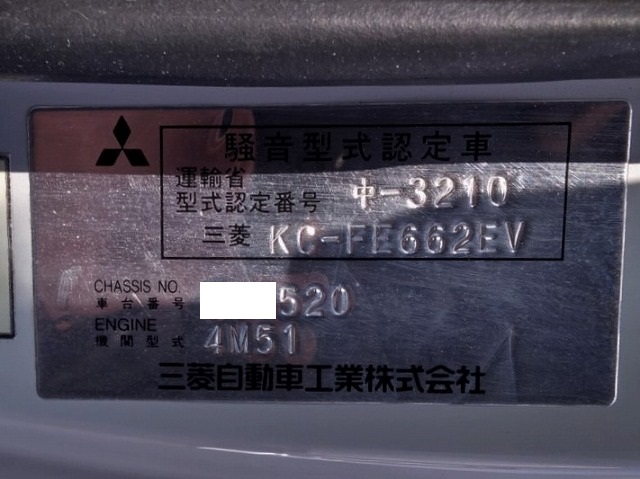 騒音型式認定車
運輸省
型式認定番号 中-3210
三菱 KC-FE662EV
CHASSIS NO.
車台番号 520
ENGINE
機関型式 4M51
三菱自動車工業株式会社